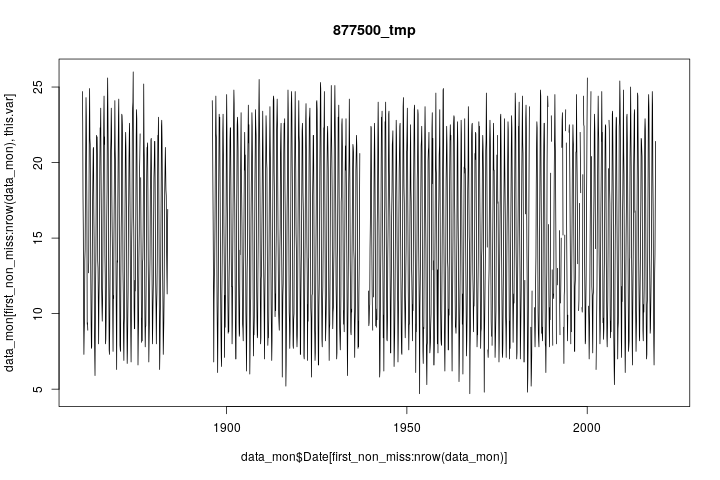 877500_tmp
data_mon[first_non_miss:nrow(data_mon), this.var]
25
20
15
10
5
1900
1950
2000
data_mon$Date[first_non_miss:nrow(data_mon)]